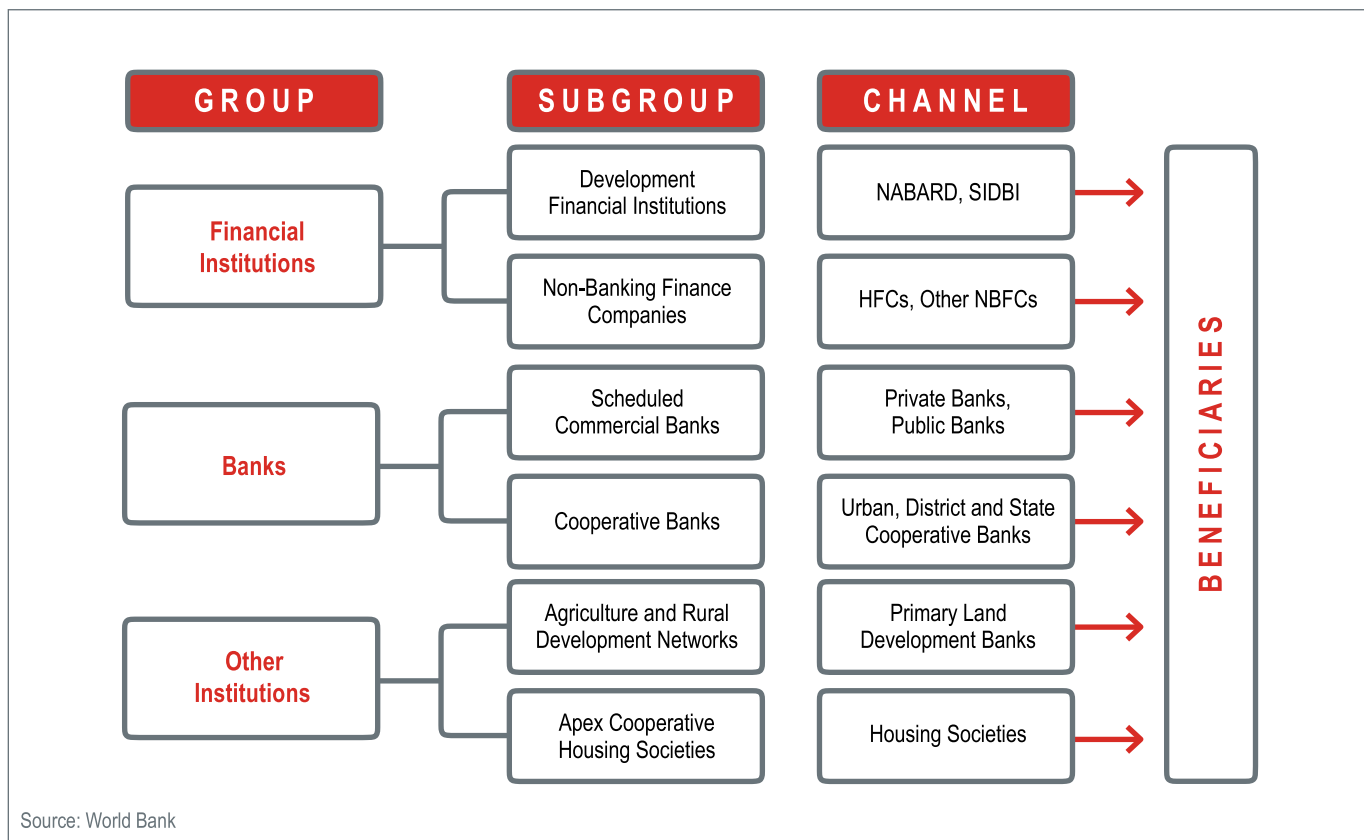 GROUP
SUBGROUP
CHANNEL
Financial
Institutions
Development
Financial Institutions
NABARD, SIDBI
Non-Banking Finance
Companies
HFCs, Other NBFCs
Banks
Scheduled
Commercial Banks
Private Banks,
Public Banks
Cooperative Banks
Urban, District and State
Cooperative Banks
Other
Institutions
Agriculture and Rural
Development Networks
Primary Land
Development Banks
Apex Cooperative
Housing Societies
Housing Societies
BENEFICIARIES
Source: World Bank